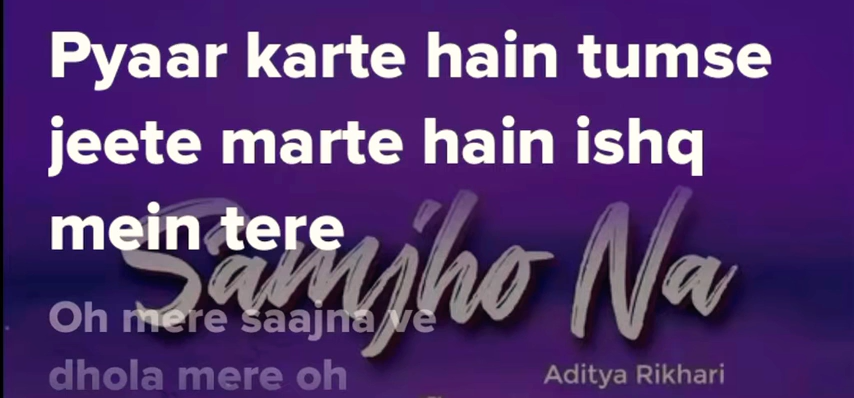 Pyaar karte hain tumse
jeete marte hain ishq
mein tere
Samjho Na
Oh mere saajna ve
dhola mere oh
Aditya Rikhari